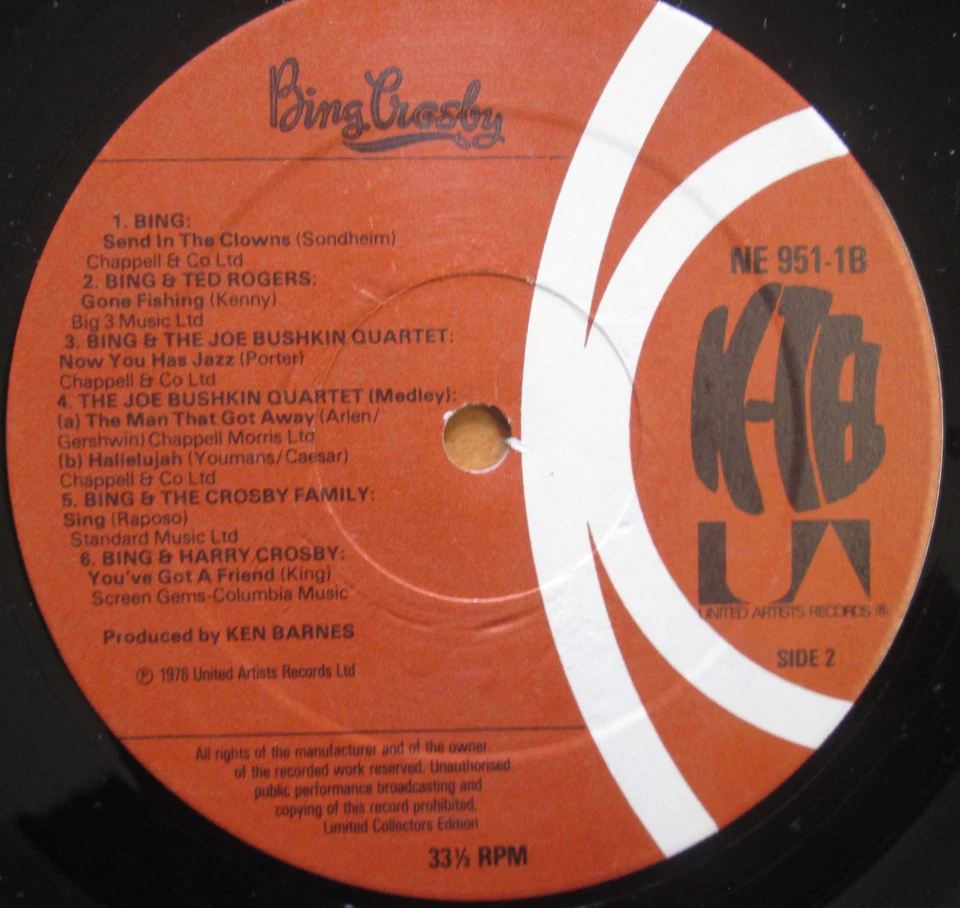 Bing Crosby
1. BING:
Send In The Clowns (Sondheim)
Chappell & Co Ltd
2. BING & TED ROGERS:
Gone Fishing (Kenny)
Big 3 Music Ltd
3. BING & THE JOE BUSHKIN QUARTET:
Now You Has Jazz (Porter)
Chappell & Co Ltd
4. THE JOE BUSHKIN QUARTET (Medley):
(a) The Man That Got Away (Arlen/
Gershwin) Chappell Morris Ltd
(b) Hallelujah (Youmans/Caesar)
Chappell & Co Ltd
5. BING & THE CROSBY FAMILY:
Sing (Raposo)
Standard Music Ltd
6. BING & HARRY CROSBY:
You've Got A Friend (King)
Screen Gems-Columbia Music
Produced by KEN BARNES
Ⓟ 1976 United Artists Records Ltd
All rights of the manufacturer and of the owner
of the recorded work reserved. Unauthorised
public performance broadcasting and
copying of this record prohibited.
Limited Collectors Edition
33⅓ RPM
NE 951-1B
KTEL
UA
UNITED ARTISTS RECORDS ®
SIDE 2